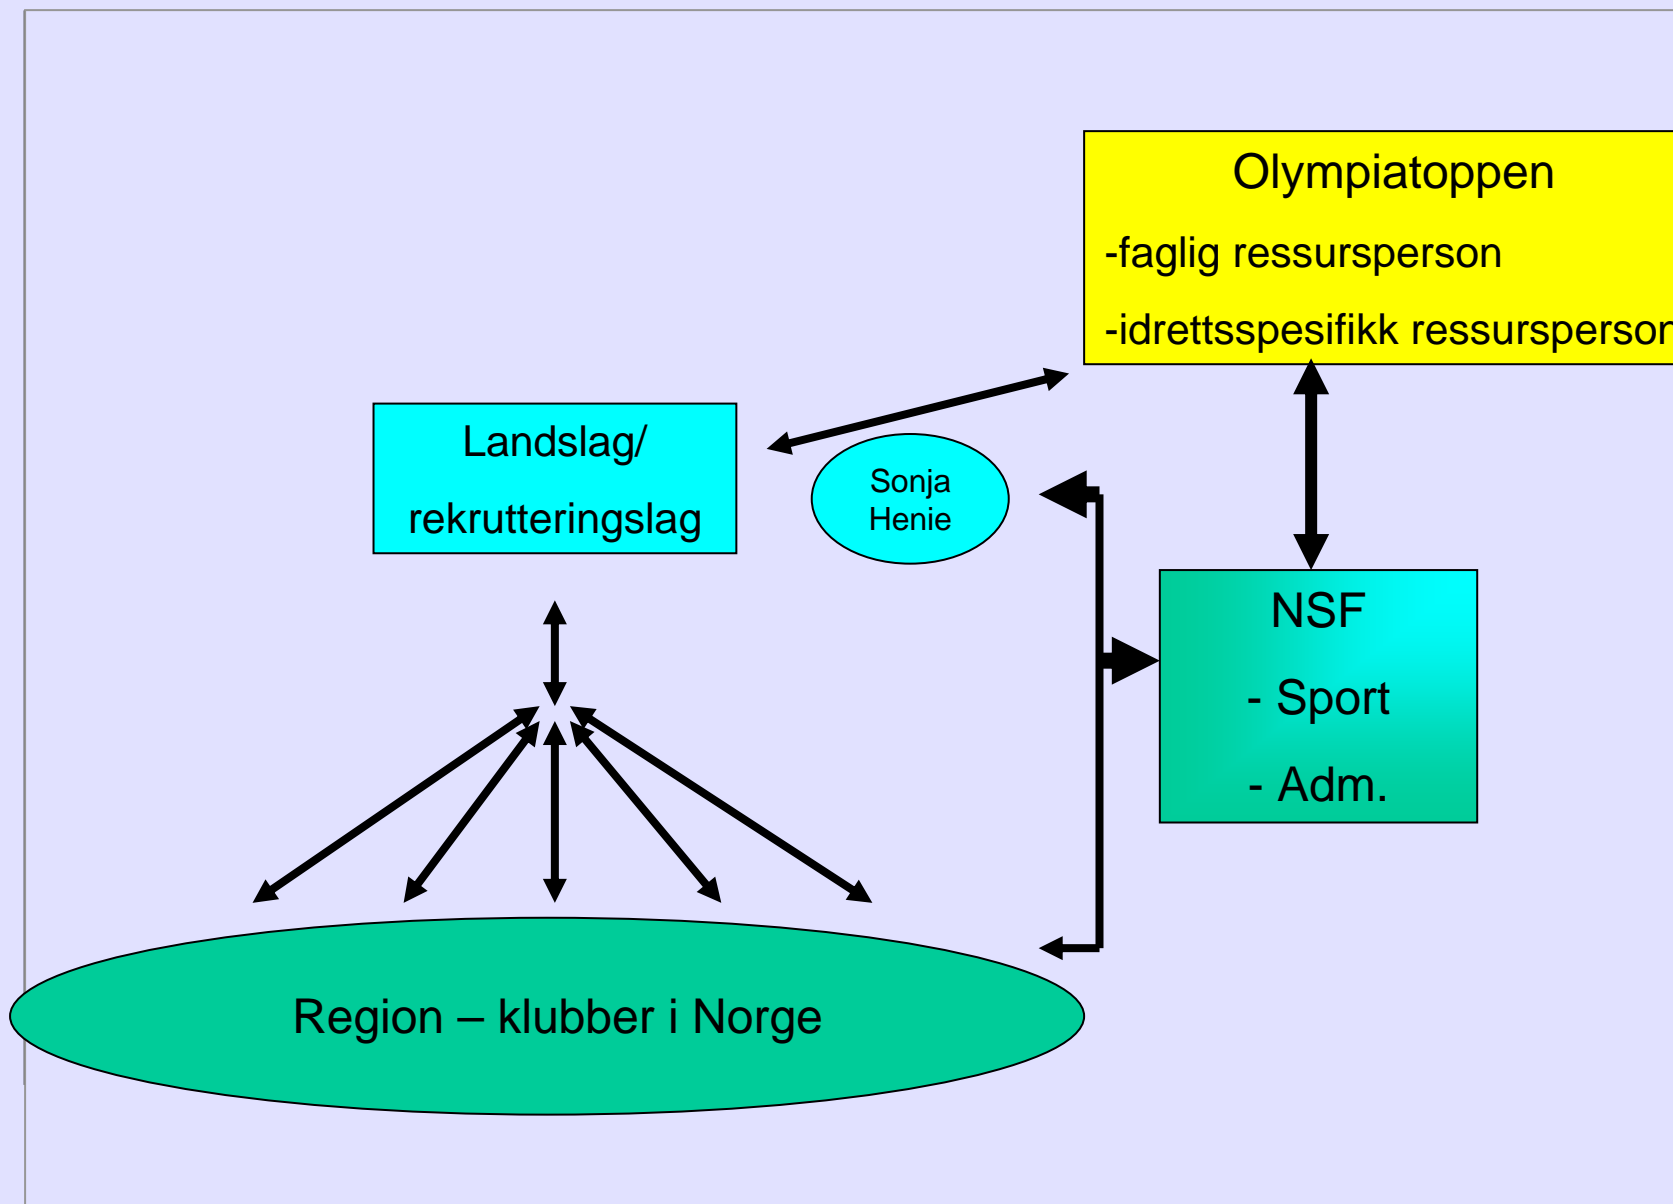 Olympiatoppen
-faglig ressursperson
-idrettsspesifikk ressursperson
Landslag/
rekrutteringslag
Sonja
Henie
NSF
- Sport
- Adm.
Region – klubber i Norge